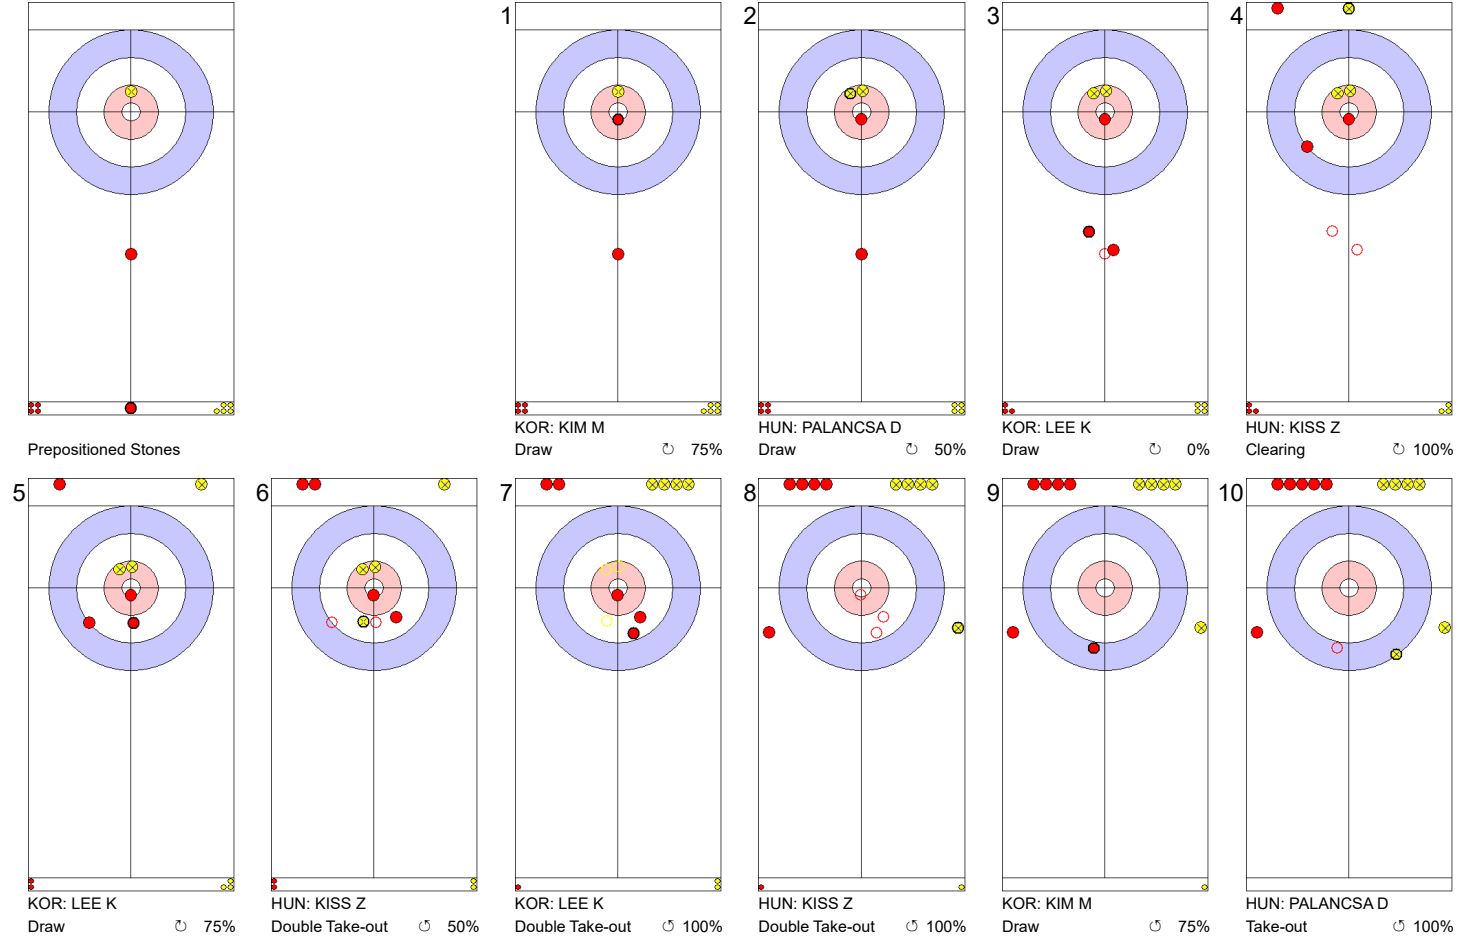 1
2
3
4
Prepositioned Stones
KOR: KIM M
Draw ↻ 75%
HUN: PALANCSA D
Draw ↻ 50%
KOR: LEE K
Draw ↻ 0%
HUN: KISS Z
Clearing ↻ 100%
5
6
7
8
9
10
KOR: LEE K
Draw ↻ 75%
HUN: KISS Z
Double Take-out ↺ 50%
KOR: LEE K
Double Take-out ↺ 100%
HUN: KISS Z
Double Take-out ↺ 100%
KOR: KIM M
Draw ↺ 75%
HUN: PALANCSA D
Take-out ↺ 100%